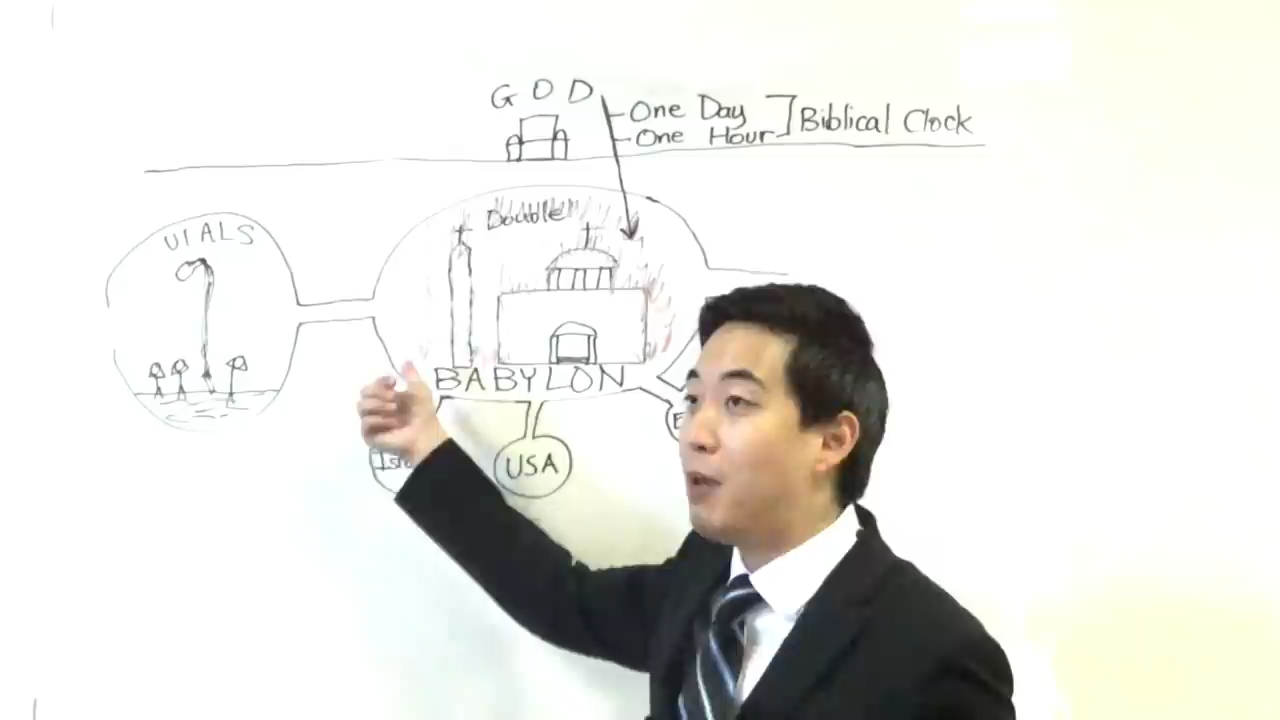 GOD
One Day
One Hour
Biblical Clock
VIALS
Double
BABYLON
USA